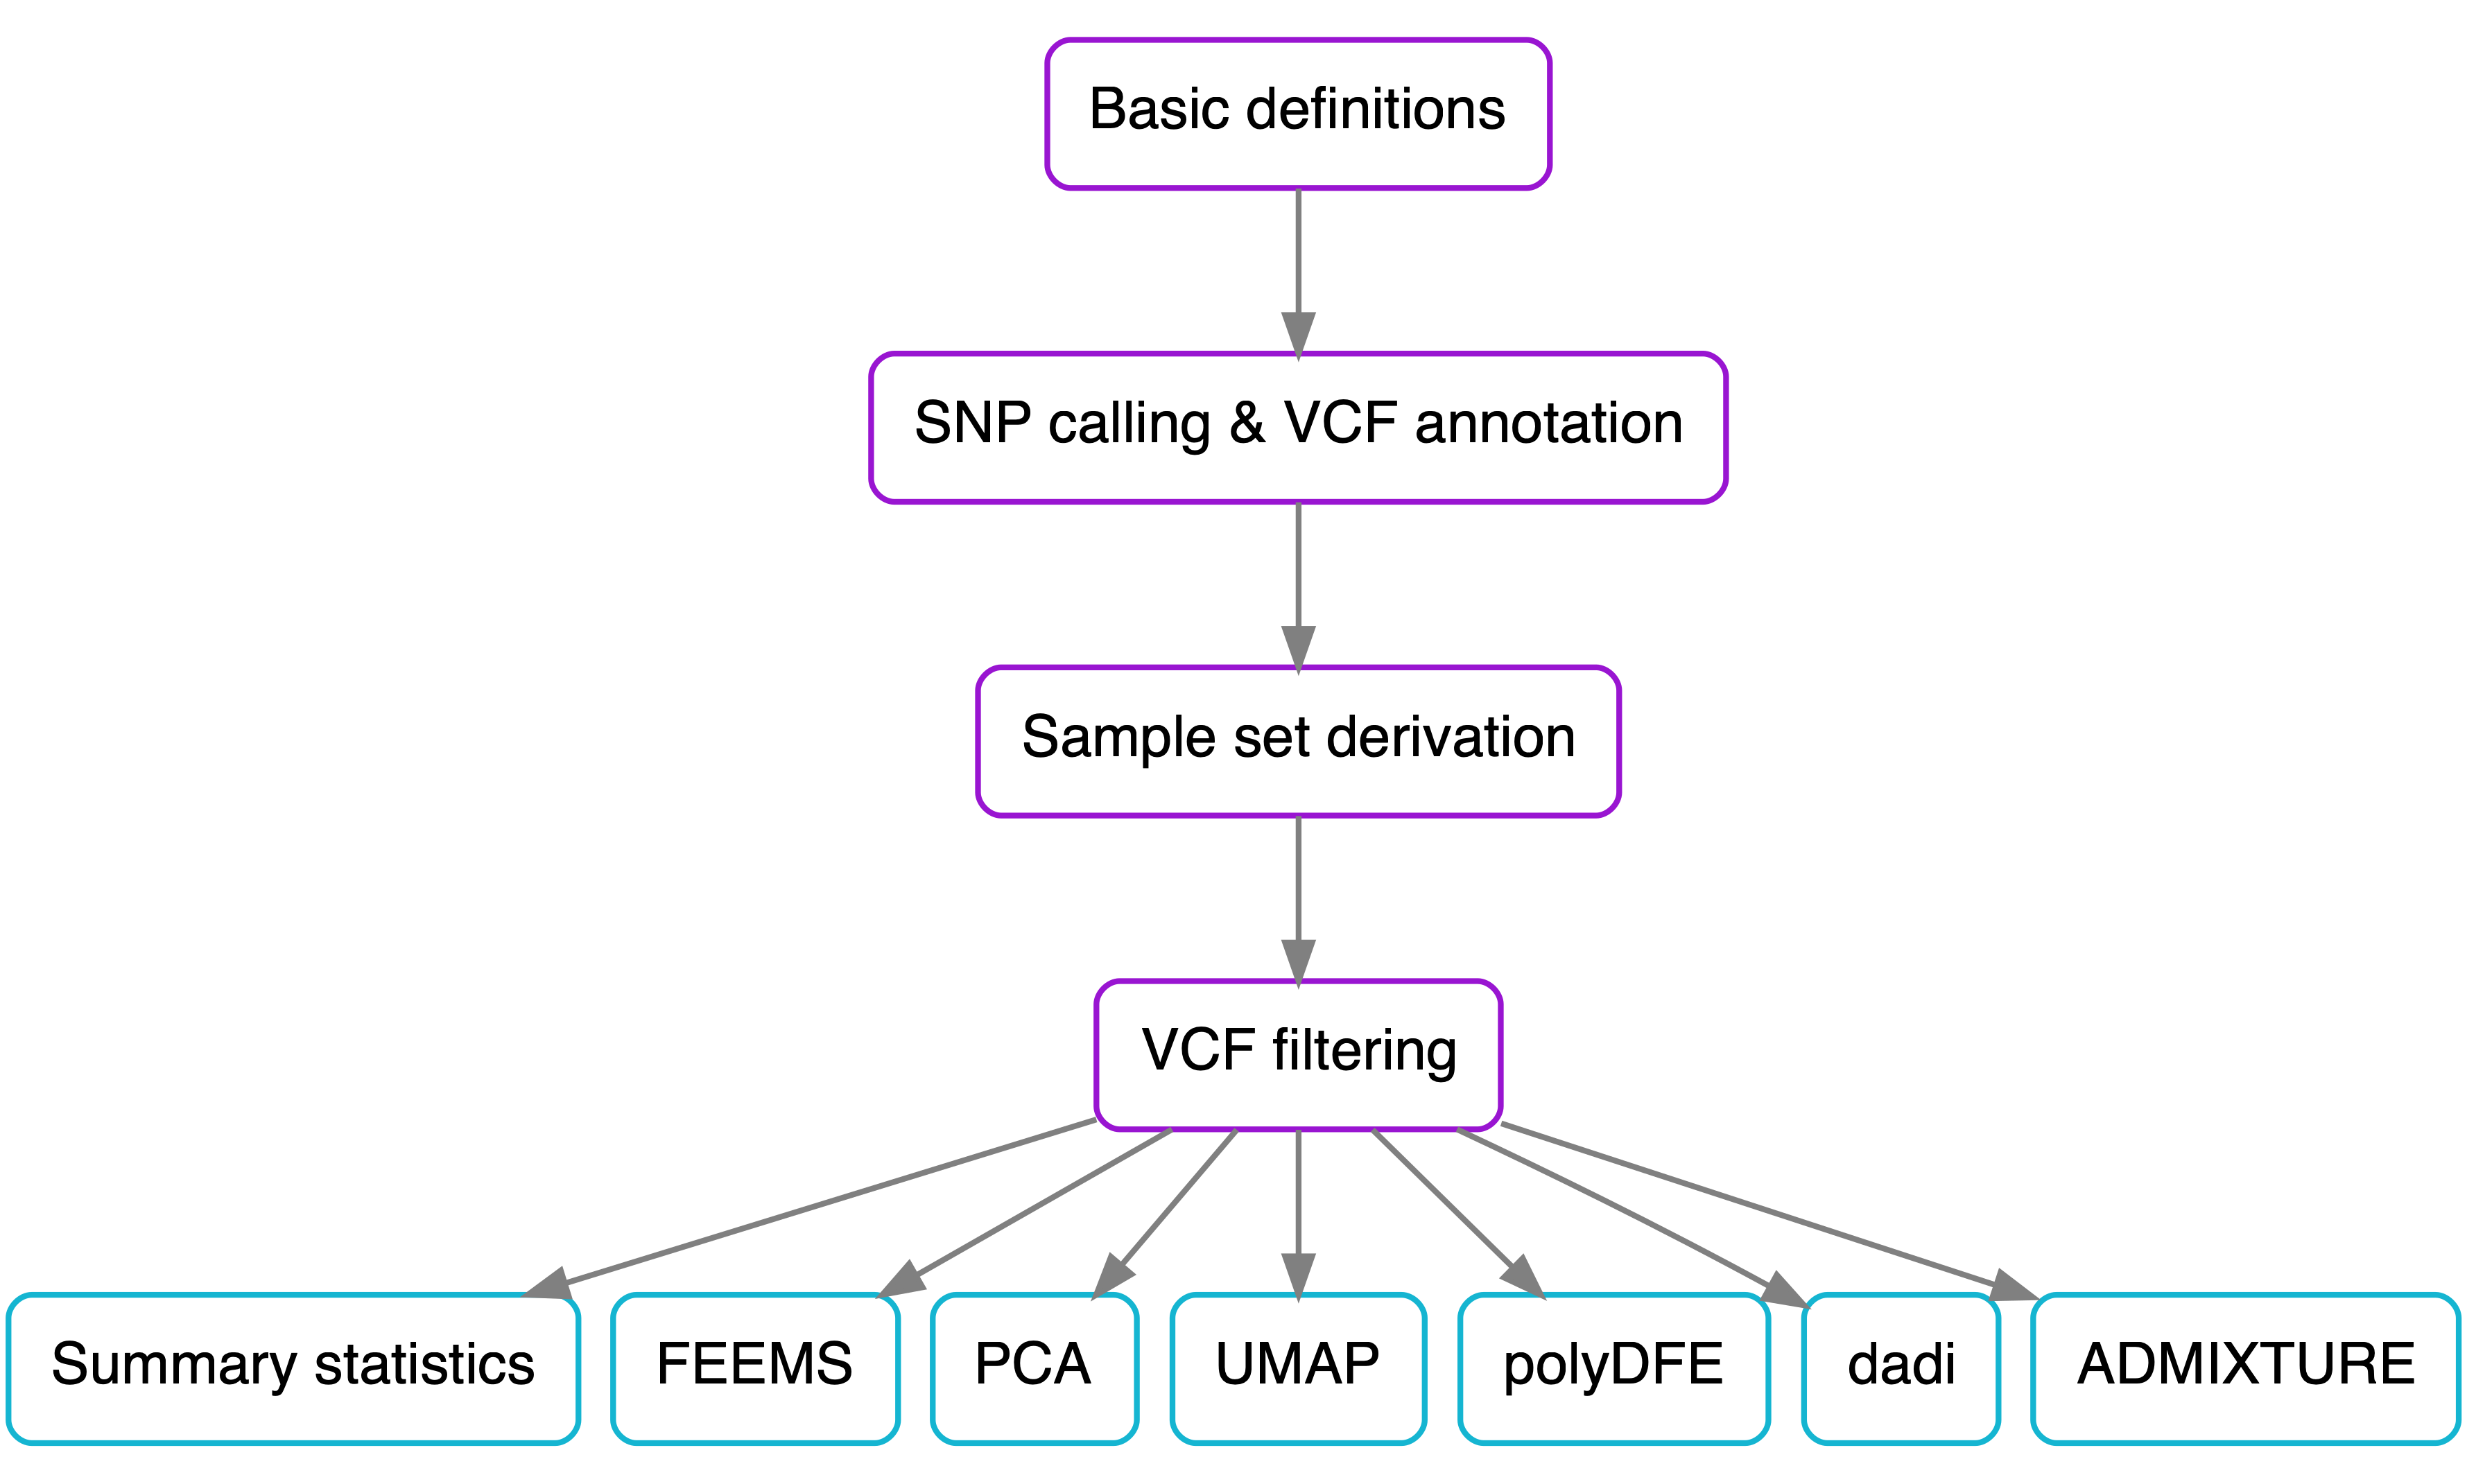 Basic definitions
SNP calling & VCF annotation
Sample set derivation
VCF filtering
Summary statistics
FEEMS
PCA
UMAP
polyDFE
dadi
ADMIXTURE